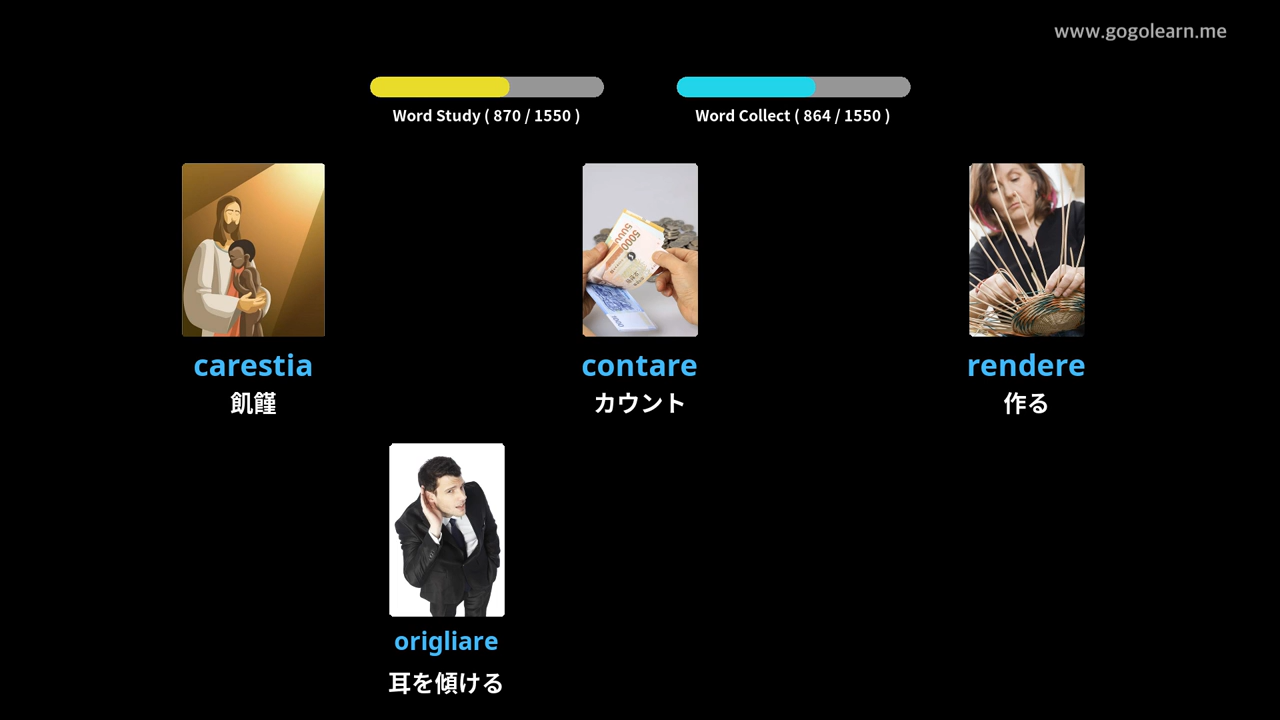 www.gogolearn.me
Word Study ( 870 / 1550 )
Word Collect ( 864 / 1550 )
carestia
飢饉
contare
カウント
rendere
作る
origliare
耳を傾ける